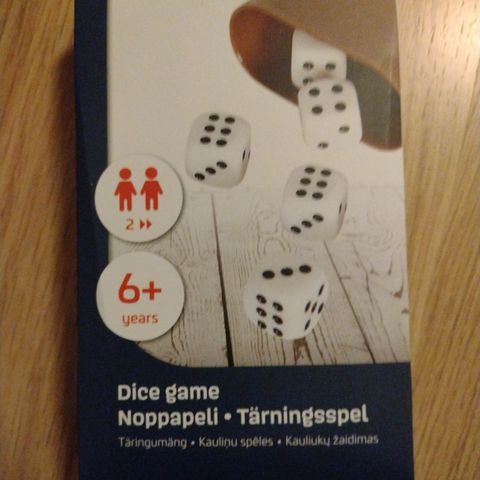 2
6+
years
Dice game
Noppapeli • Tärningsspel
Täringumäng • Kauliņu spēles • Kauliukų žaidimas